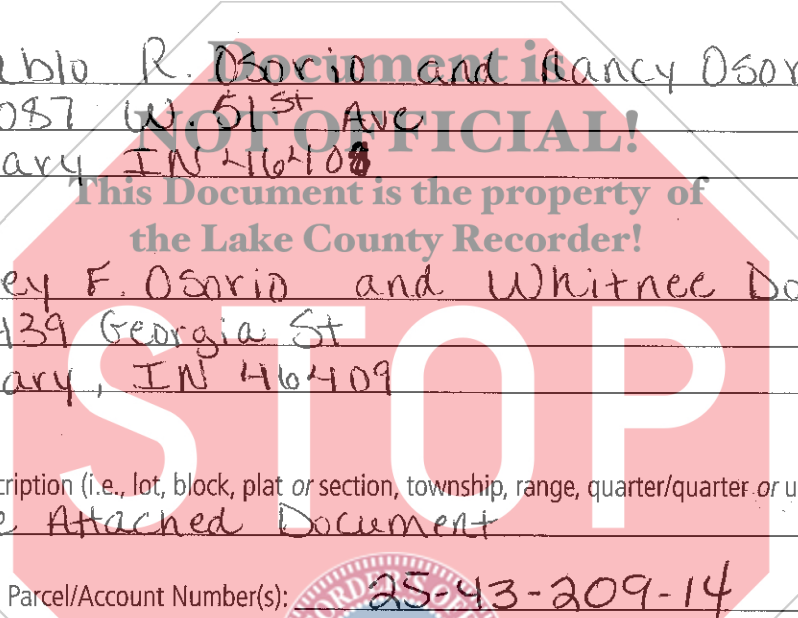 ablo R. Osorio and Nancy Osor
Document is
087 W. 51st Ave
NOT OFFICIAL!
ary IN 46408
This Document is the property of
the Lake County Recorder!
ey F. Osorio and Whitnee Do
439 Georgia St
ary, IN 46409
STOP
cription (i.e., lot, block, plat or section, township, range, quarter/quarter or u
e Attached Document
Parcel/Account Number(s): 25-43-209-14